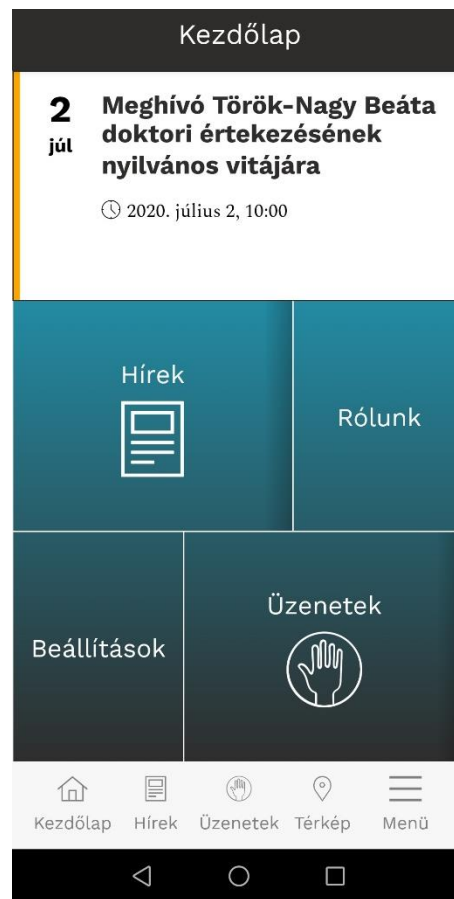 Kezdőlap
2
júl
Meghívó Török-Nagy Beáta
doktori értekezésének
nyilvános vitájára
2020. július 2, 10:00
Hírek
Rólunk
Beállítások
Üzenetek
Kezdőlap
Hírek
Üzenetek
Térkép
Menü